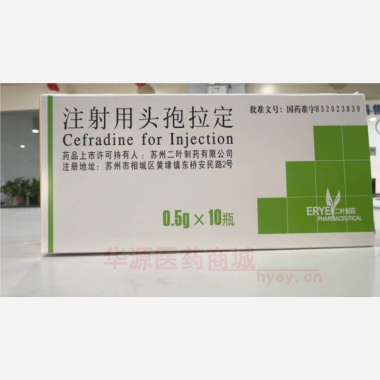 批准文号：国药准字H32023839
注射用头孢拉定
Cefradine for Injection
药品上市许可持有人：苏州二叶制药有限公司
注册地址：苏州市相城区黄埭镇东桥安民路2号
0.5g×10瓶
ERYE 二叶制药
PHARMACEUTICAL
华源医药商城
hyey.cn